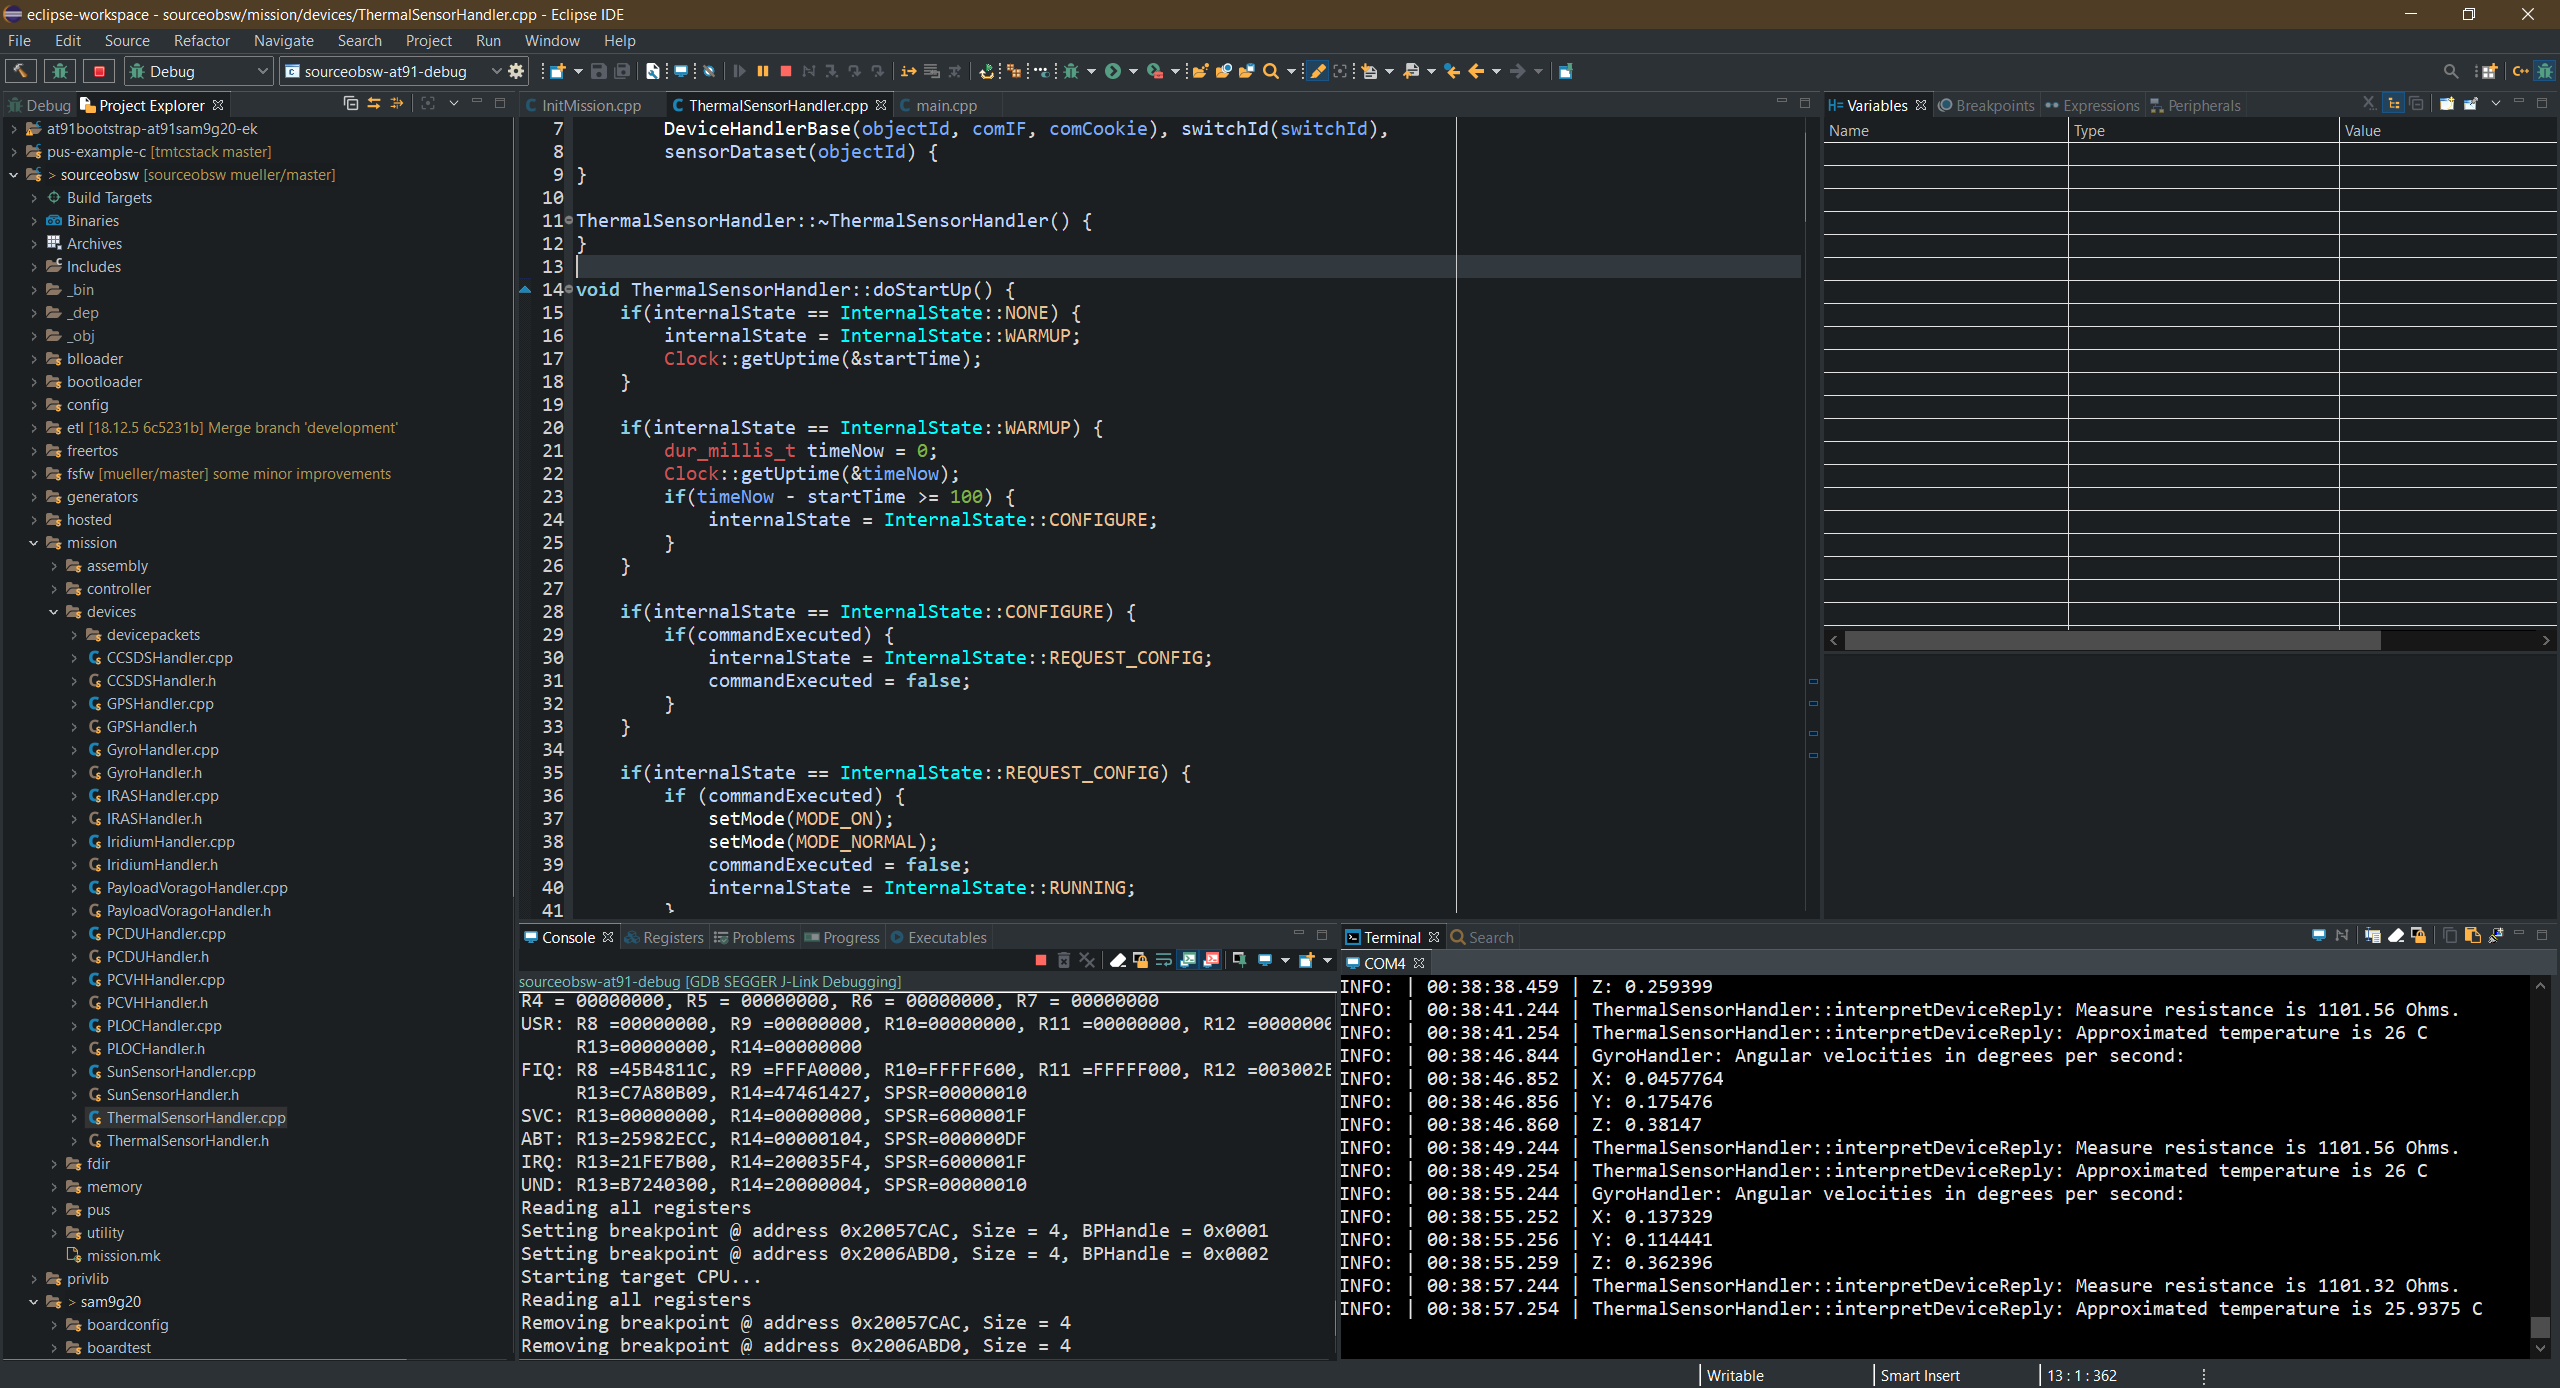 eclipse-workspace - sourceobsw/mission/devices/ThermalSensorHandler.cpp - Eclipse IDE
File Edit Source Refactor Navigate Search Project Run Window Help
Debug sourceobsw-at91-debug
Debug Project Explorer
at91bootstrap-at91sam9g20-ek
pus-example-c [tmtcstack master]
> sourceobsw [sourceobsw mueller/master]
Build Targets
Binaries
Archives
Includes
_bin
_dep
_obj
blloader
bootloader
config
etl [18.12.5 6c5231b] Merge branch 'development'
freertos
fsfw [mueller/master] some minor improvements
generators
hosted
mission
assembly
controller
devices
devicepackets
CCSDSHandler.cpp
CCSDSHandler.h
GPSHandler.cpp
GPSHandler.h
GyroHandler.cpp
GyroHandler.h
IRASHandler.cpp
IRASHandler.h
IridiumHandler.cpp
IridiumHandler.h
PayloadVoragoHandler.cpp
PayloadVoragoHandler.h
PCDUHandler.cpp
PCDUHandler.h
PCVHHandler.cpp
PCVHHandler.h
PLOCHandler.cpp
PLOCHandler.h
SunSensorHandler.cpp
SunSensorHandler.h
ThermalSensorHandler.cpp
ThermalSensorHandler.h
fdir
memory
pus
utility
mission.mk
privlib
> sam9g20
boardconfig
boardtest
InitMission.cpp ThermalSensorHandler.cpp main.cpp
7 DeviceHandlerBase(objectId, comIF, comCookie), switchId(switchId),
8 sensorDataset(objectId) {
9 }
10
11 ThermalSensorHandler::~ThermalSensorHandler() {
12 }
13
14 void ThermalSensorHandler::doStartUp() {
15 if(internalState == InternalState::NONE) {
16 internalState = InternalState::WARMUP;
17 Clock::getUptime(&startTime);
18 }
19
20 if(internalState == InternalState::WARMUP) {
21 dur_millis_t timeNow = 0;
22 Clock::getUptime(&timeNow);
23 if(timeNow - startTime >= 100) {
24 internalState = InternalState::CONFIGURE;
25 }
26 }
27
28 if(internalState == InternalState::CONFIGURE) {
29 if(commandExecuted) {
30 internalState = InternalState::REQUEST_CONFIG;
31 commandExecuted = false;
32 }
33 }
34
35 if(internalState == InternalState::REQUEST_CONFIG) {
36 if (commandExecuted) {
37 setMode(MODE_ON);
38 setMode(MODE_NORMAL);
39 commandExecuted = false;
40 internalState = InternalState::RUNNING;
41 }
Variables Breakpoints Expressions Peripherals
Name Type Value
Console Registers Problems Progress Executables
sourceobsw-at91-debug [GDB SEGGER J-Link Debugging]
R4 = 00000000, R5 = 00000000, R6 = 00000000, R7 = 00000000
USR: R8 =00000000, R9 =00000000, R10=00000000, R11 =00000000, R12 =0000000
R13=00000000, R14=00000000
FIQ: R8 =45B4811C, R9 =FFFA0000, R10=FFFFF600, R11 =FFFFF000, R12 =003002E
R13=C7A80B09, R14=47461427, SPSR=00000010
SVC: R13=00000000, R14=00000000, SPSR=6000001F
ABT: R13=25982ECC, R14=00000104, SPSR=000000DF
IRQ: R13=21FE7B00, R14=200035F4, SPSR=6000001F
UND: R13=B7240300, R14=20000004, SPSR=00000010
Reading all registers
Setting breakpoint @ address 0x20057CAC, Size = 4, BPHandle = 0x0001
Setting breakpoint @ address 0x2006ABD0, Size = 4, BPHandle = 0x0002
Starting target CPU...
Reading all registers
Removing breakpoint @ address 0x20057CAC, Size = 4
Removing breakpoint @ address 0x2006ABD0, Size = 4
Terminal Search
COM4
INFO: | 00:38:38.459 | Z: 0.259399
INFO: | 00:38:41.244 | ThermalSensorHandler::interpretDeviceReply: Measure resistance is 1101.56 Ohms.
INFO: | 00:38:41.254 | ThermalSensorHandler::interpretDeviceReply: Approximated temperature is 26 C
INFO: | 00:38:46.844 | GyroHandler: Angular velocities in degrees per second:
INFO: | 00:38:46.852 | X: 0.0457764
INFO: | 00:38:46.856 | Y: 0.175476
INFO: | 00:38:46.860 | Z: 0.38147
INFO: | 00:38:49.244 | ThermalSensorHandler::interpretDeviceReply: Measure resistance is 1101.56 Ohms.
INFO: | 00:38:49.254 | ThermalSensorHandler::interpretDeviceReply: Approximated temperature is 26 C
INFO: | 00:38:55.244 | GyroHandler: Angular velocities in degrees per second:
INFO: | 00:38:55.252 | X: 0.137329
INFO: | 00:38:55.256 | Y: 0.114441
INFO: | 00:38:55.259 | Z: 0.362396
INFO: | 00:38:57.244 | ThermalSensorHandler::interpretDeviceReply: Measure resistance is 1101.32 Ohms.
INFO: | 00:38:57.254 | ThermalSensorHandler::interpretDeviceReply: Approximated temperature is 25.9375 C
Writable Smart Insert 13 : 1 : 362